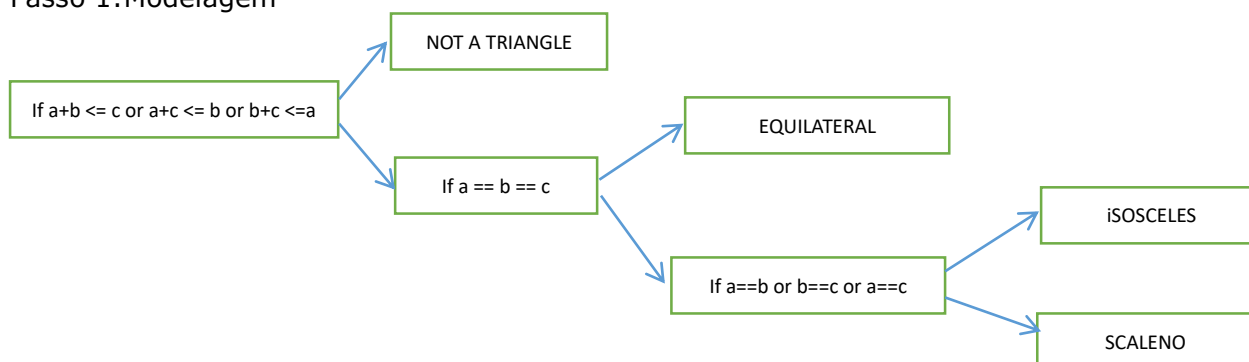 Passo 1:Modelagem
NOT A TRIANGLE
If a+b <= c or a+c <= b or b+c <=a
EQUILATERAL
If a == b == c
iSOSCELES
If a==b or b==c or a==c
SCALENO